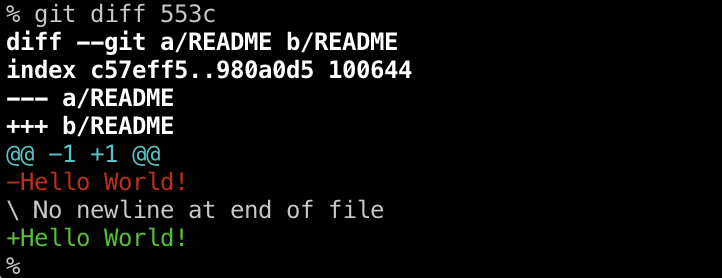 % git diff 553c
diff --git a/README b/README
index c57eff5..980a0d5 100644
--- a/README
+++ b/README
@@ -1 +1 @@
-Hello World!
\ No newline at end of file
+Hello World!
%